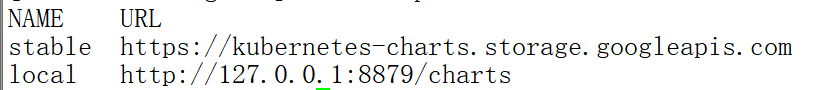 NAME    URL
stable  https://kubernetes-charts.storage.googleapis.com
local   http://127.0.0.1:8879/charts